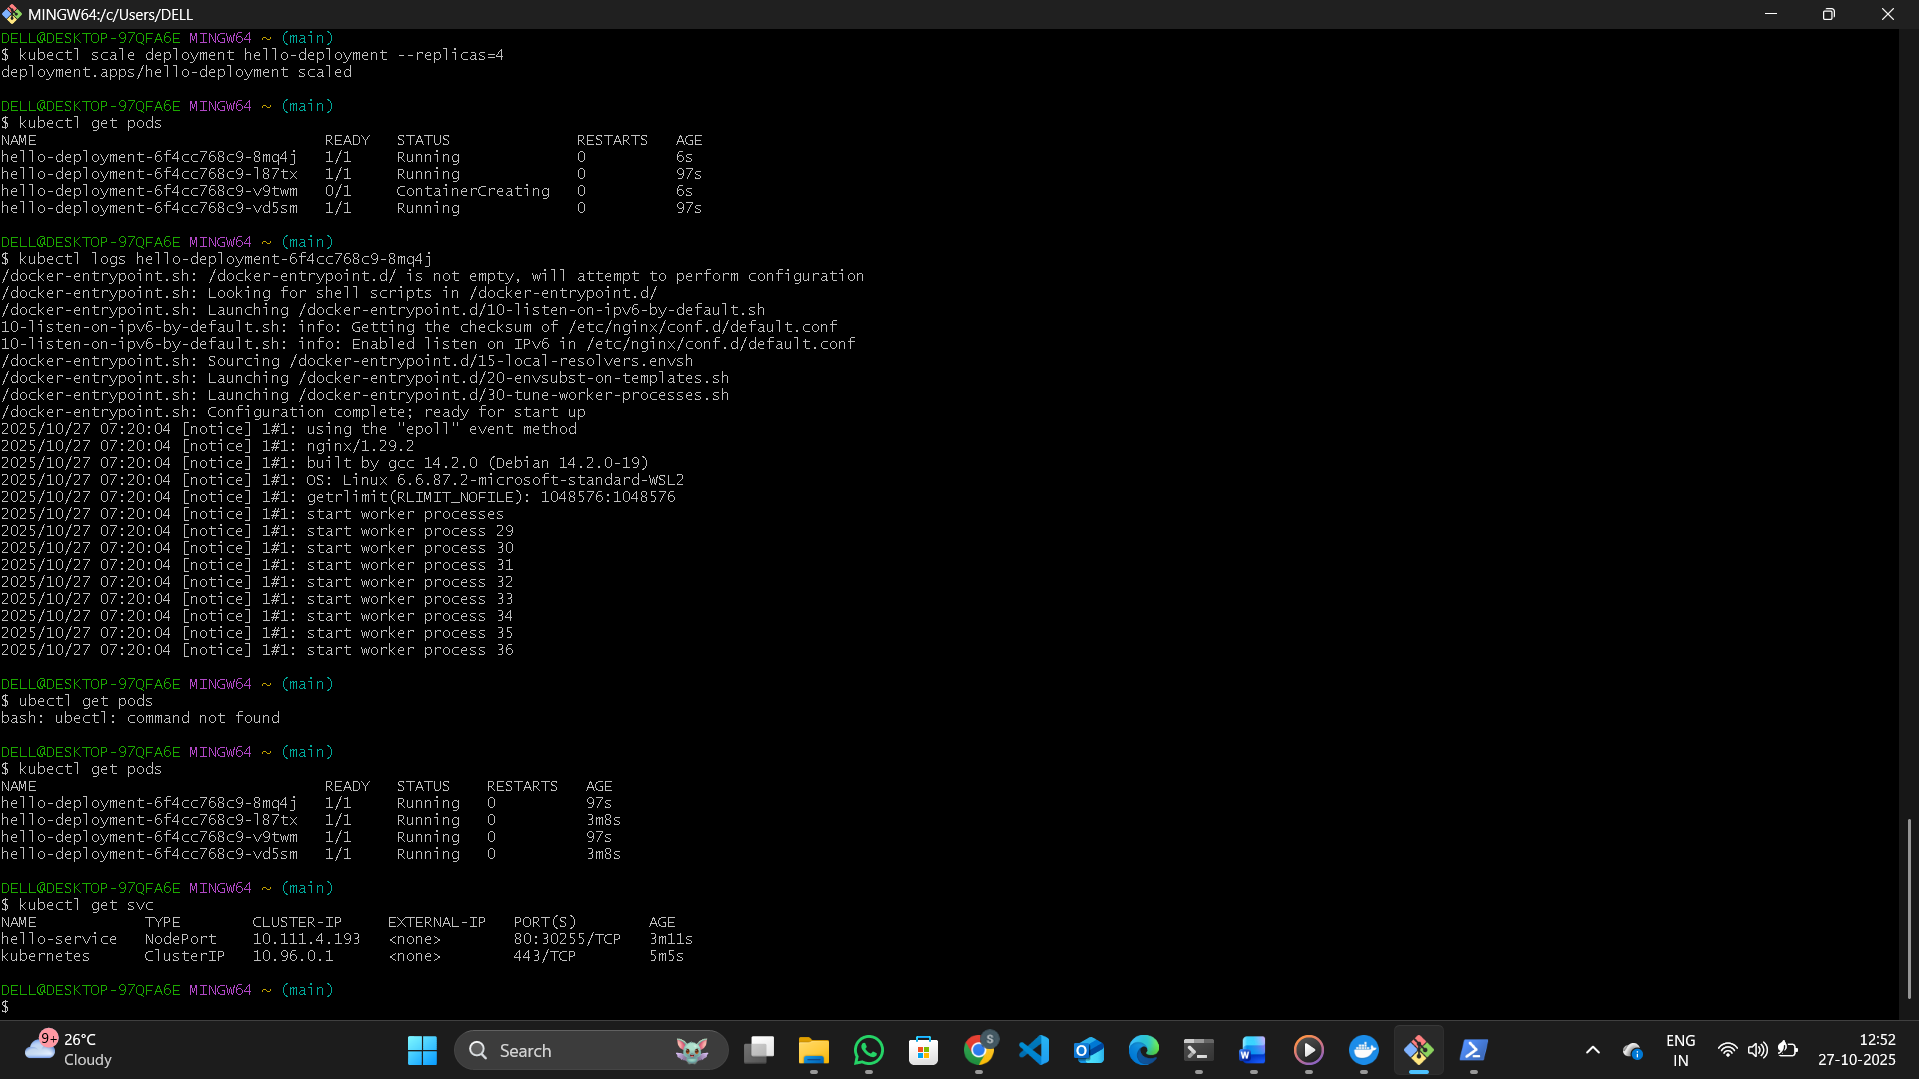 MINGW64:/c/Users/DELL
DELL@DESKTOP-97QFA6E MINGW64 ~ (main)
$ kubectl scale deployment hello-deployment --replicas=4
deployment.apps/hello-deployment scaled
DELL@DESKTOP-97QFA6E MINGW64 ~ (main)
$ kubectl get pods
NAME READY STATUS RESTARTS AGE
hello-deployment-6f4cc768c9-8mq4j 1/1 Running 0 6s
hello-deployment-6f4cc768c9-l87tx 1/1 Running 0 97s
hello-deployment-6f4cc768c9-v9twm 0/1 ContainerCreating 0 6s
hello-deployment-6f4cc768c9-vd5sm 1/1 Running 0 97s
DELL@DESKTOP-97QFA6E MINGW64 ~ (main)
$ kubectl logs hello-deployment-6f4cc768c9-8mq4j
/docker-entrypoint.sh: /docker-entrypoint.d/ is not empty, will attempt to perform configuration
/docker-entrypoint.sh: Looking for shell scripts in /docker-entrypoint.d/
/docker-entrypoint.sh: Launching /docker-entrypoint.d/10-listen-on-ipv6-by-default.sh
10-listen-on-ipv6-by-default.sh: info: Getting the checksum of /etc/nginx/conf.d/default.conf
10-listen-on-ipv6-by-default.sh: info: Enabled listen on IPv6 in /etc/nginx/conf.d/default.conf
/docker-entrypoint.sh: Sourcing /docker-entrypoint.d/15-local-resolvers.envsh
/docker-entrypoint.sh: Launching /docker-entrypoint.d/20-envsubst-on-templates.sh
/docker-entrypoint.sh: Launching /docker-entrypoint.d/30-tune-worker-processes.sh
/docker-entrypoint.sh: Configuration complete; ready for start up
2025/10/27 07:20:04 [notice] 1#1: using the "epoll" event method
2025/10/27 07:20:04 [notice] 1#1: nginx/1.29.2
2025/10/27 07:20:04 [notice] 1#1: built by gcc 14.2.0 (Debian 14.2.0-19)
2025/10/27 07:20:04 [notice] 1#1: OS: Linux 6.6.87.2-microsoft-standard-WSL2
2025/10/27 07:20:04 [notice] 1#1: getrlimit(RLIMIT_NOFILE): 1048576:1048576
2025/10/27 07:20:04 [notice] 1#1: start worker processes
2025/10/27 07:20:04 [notice] 1#1: start worker process 29
2025/10/27 07:20:04 [notice] 1#1: start worker process 30
2025/10/27 07:20:04 [notice] 1#1: start worker process 31
2025/10/27 07:20:04 [notice] 1#1: start worker process 32
2025/10/27 07:20:04 [notice] 1#1: start worker process 33
2025/10/27 07:20:04 [notice] 1#1: start worker process 34
2025/10/27 07:20:04 [notice] 1#1: start worker process 35
2025/10/27 07:20:04 [notice] 1#1: start worker process 36
DELL@DESKTOP-97QFA6E MINGW64 ~ (main)
$ ubectl get pods
bash: ubectl: command not found
DELL@DESKTOP-97QFA6E MINGW64 ~ (main)
$ kubectl get pods
NAME READY STATUS RESTARTS AGE
hello-deployment-6f4cc768c9-8mq4j 1/1 Running 0 97s
hello-deployment-6f4cc768c9-l87tx 1/1 Running 0 3m8s
hello-deployment-6f4cc768c9-v9twm 1/1 Running 0 97s
hello-deployment-6f4cc768c9-vd5sm 1/1 Running 0 3m8s
DELL@DESKTOP-97QFA6E MINGW64 ~ (main)
$ kubectl get svc
NAME TYPE CLUSTER-IP EXTERNAL-IP PORT(S) AGE
hello-service NodePort 10.111.4.193 <none> 80:30255/TCP 3m11s
kubernetes ClusterIP 10.96.0.1 <none> 443/TCP 5m5s
DELL@DESKTOP-97QFA6E MINGW64 ~ (main)
$
9+ 26°C
Cloudy
Search
S
ENG
IN
12:52
27-10-2025